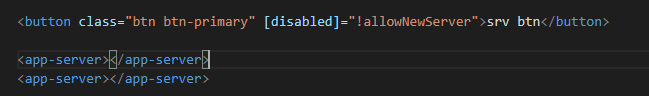 <button class="btn btn-primary" [disabled]="!allowNewServer">srv btn</button>
<app-server></app-server>
<app-server></app-server>